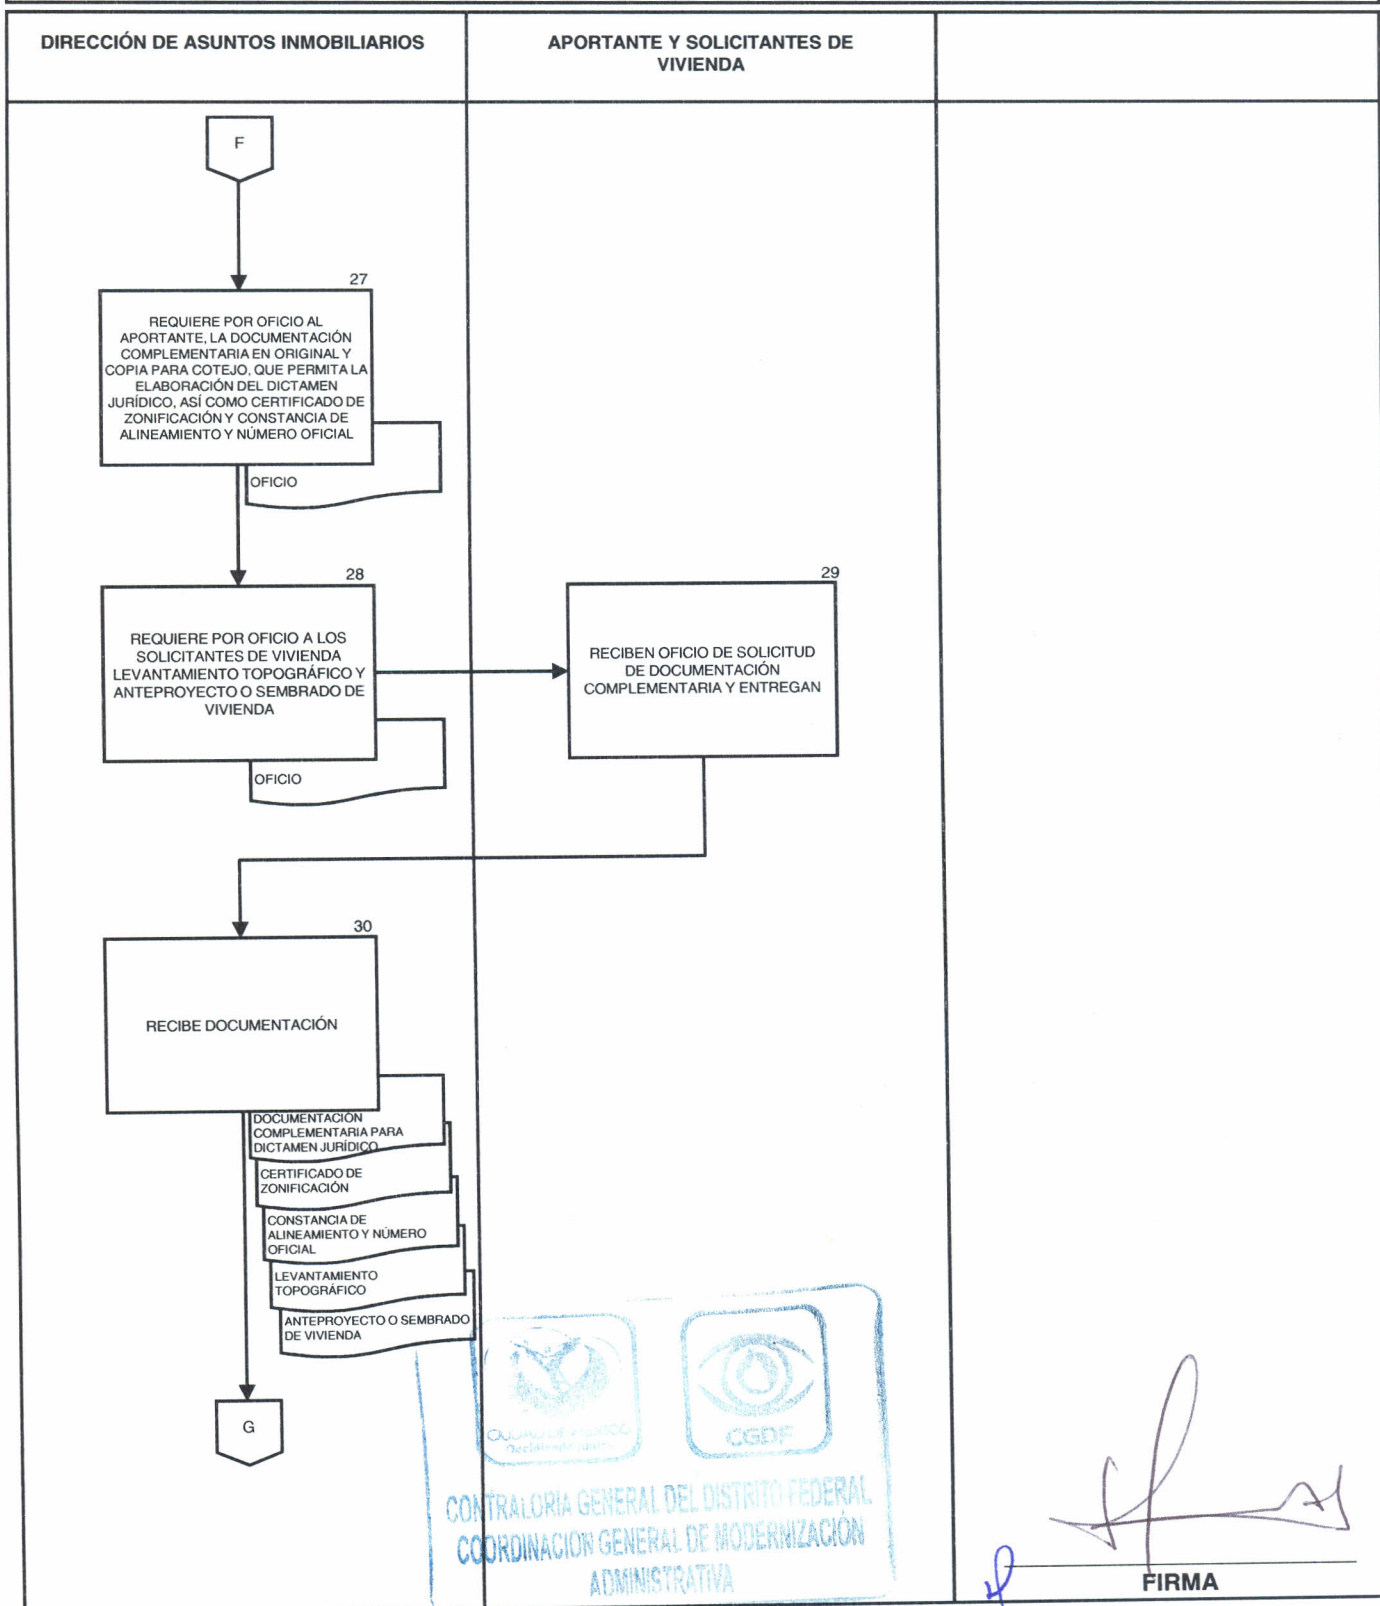 DIRECCIÓN DE ASUNTOS INMOBILIARIOS
APORTANTE Y SOLICITANTES DE
VIVIENDA
F
27
REQUIERE POR OFICIO AL
APORTANTE, LA DOCUMENTACIÓN
COMPLEMENTARIA EN ORIGINAL Y
COPIA PARA COTEJO, QUE PERMITA LA
ELABORACIÓN DEL DICTAMEN
JURÍDICO, ASÍ COMO CERTIFICADO DE
ZONIFICACIÓN Y CONSTANCIA DE
ALINEAMIENTO Y NÚMERO OFICIAL
OFICIO
28
REQUIERE POR OFICIO A LOS
SOLICITANTES DE VIVIENDA
LEVANTAMIENTO TOPOGRÁFICO Y
ANTEPROYECTO O SEMBRADO DE
VIVIENDA
OFICIO
29
RECIBEN OFICIO DE SOLICITUD
DE DOCUMENTACIÓN
COMPLEMENTARIA Y ENTREGAN
30
RECIBE DOCUMENTACIÓN
DOCUMENTACIÓN
COMPLEMENTARIA PARA
DICTAMEN JURÍDICO
CERTIFICADO DE
ZONIFICACIÓN
CONSTANCIA DE
ALINEAMIENTO Y NÚMERO
OFICIAL
LEVANTAMIENTO
TOPOGRÁFICO
ANTEPROYECTO O SEMBRADO
DE VIVIENDA
G
CIUDAD DE MÉXICO
CGDF
CONTRALORIA GENERAL DEL DISTRITO FEDERAL
COORDINACION GENERAL DE MODERNIZACIÓN
ADMINISTRATIVA
FIRMA